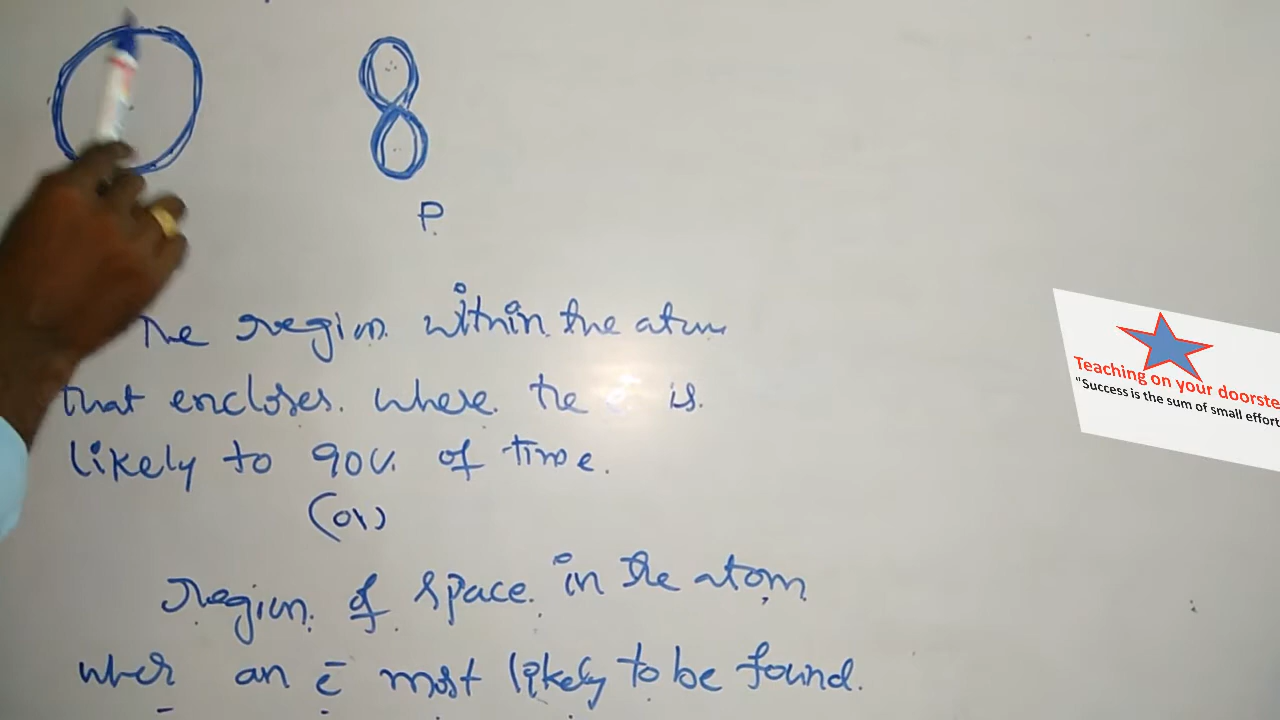 P
The region within the atom
that encloses. where. the e⁻ is.
likely to 90%. of time.
(or)
Region. of space. in the atom
wher an e⁻ most likely to be found.
Teaching on your doorste
"Success is the sum of small effort